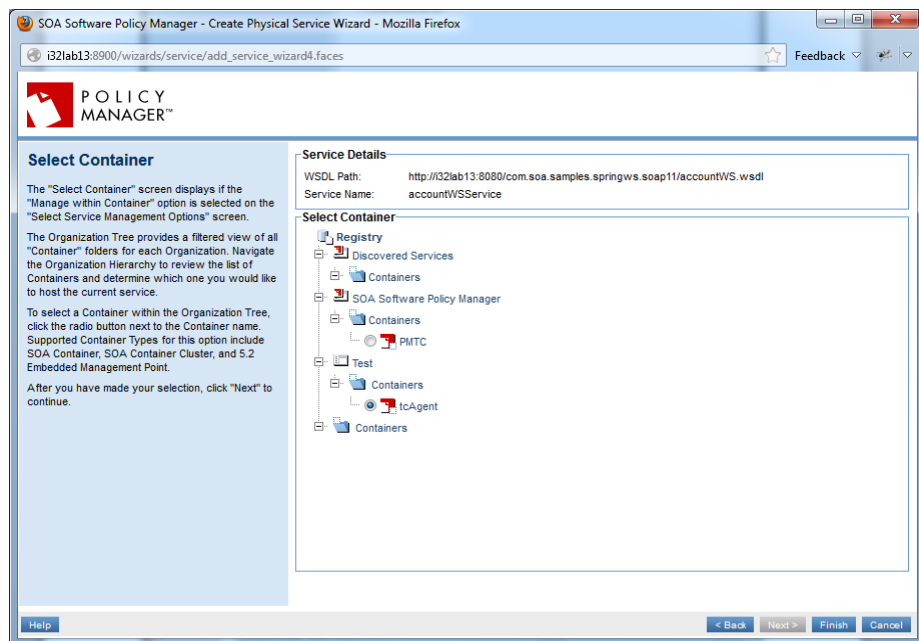 SOA Software Policy Manager - Create Physical Service Wizard - Mozilla Firefox
i32lab13:8900/wizards/service/add_service_wizard4.faces
Feedback
POLICY
MANAGER™
Select Container
The "Select Container" screen displays if the
"Manage within Container" option is selected on the
"Select Service Management Options" screen.
The Organization Tree provides a filtered view of all
"Container" folders for each Organization. Navigate
the Organization Hierarchy to review the list of
Containers and determine which one you would like
to host the current service.
To select a Container within the Organization Tree,
click the radio button next to the Container name.
Supported Container Types for this option include
SOA Container, SOA Container Cluster, and 5.2
Embedded Management Point.
After you have made your selection, click "Next" to
continue.
Service Details
WSDL Path: http://i32lab13:8080/com.soa.samples.springws.soap11/accountWS.wsdl
Service Name: accountWSService
Select Container
Registry
Discovered Services
Containers
SOA Software Policy Manager
Containers
PMTC
Test
Containers
tcAgent
Containers
Help
< Back Next > Finish Cancel